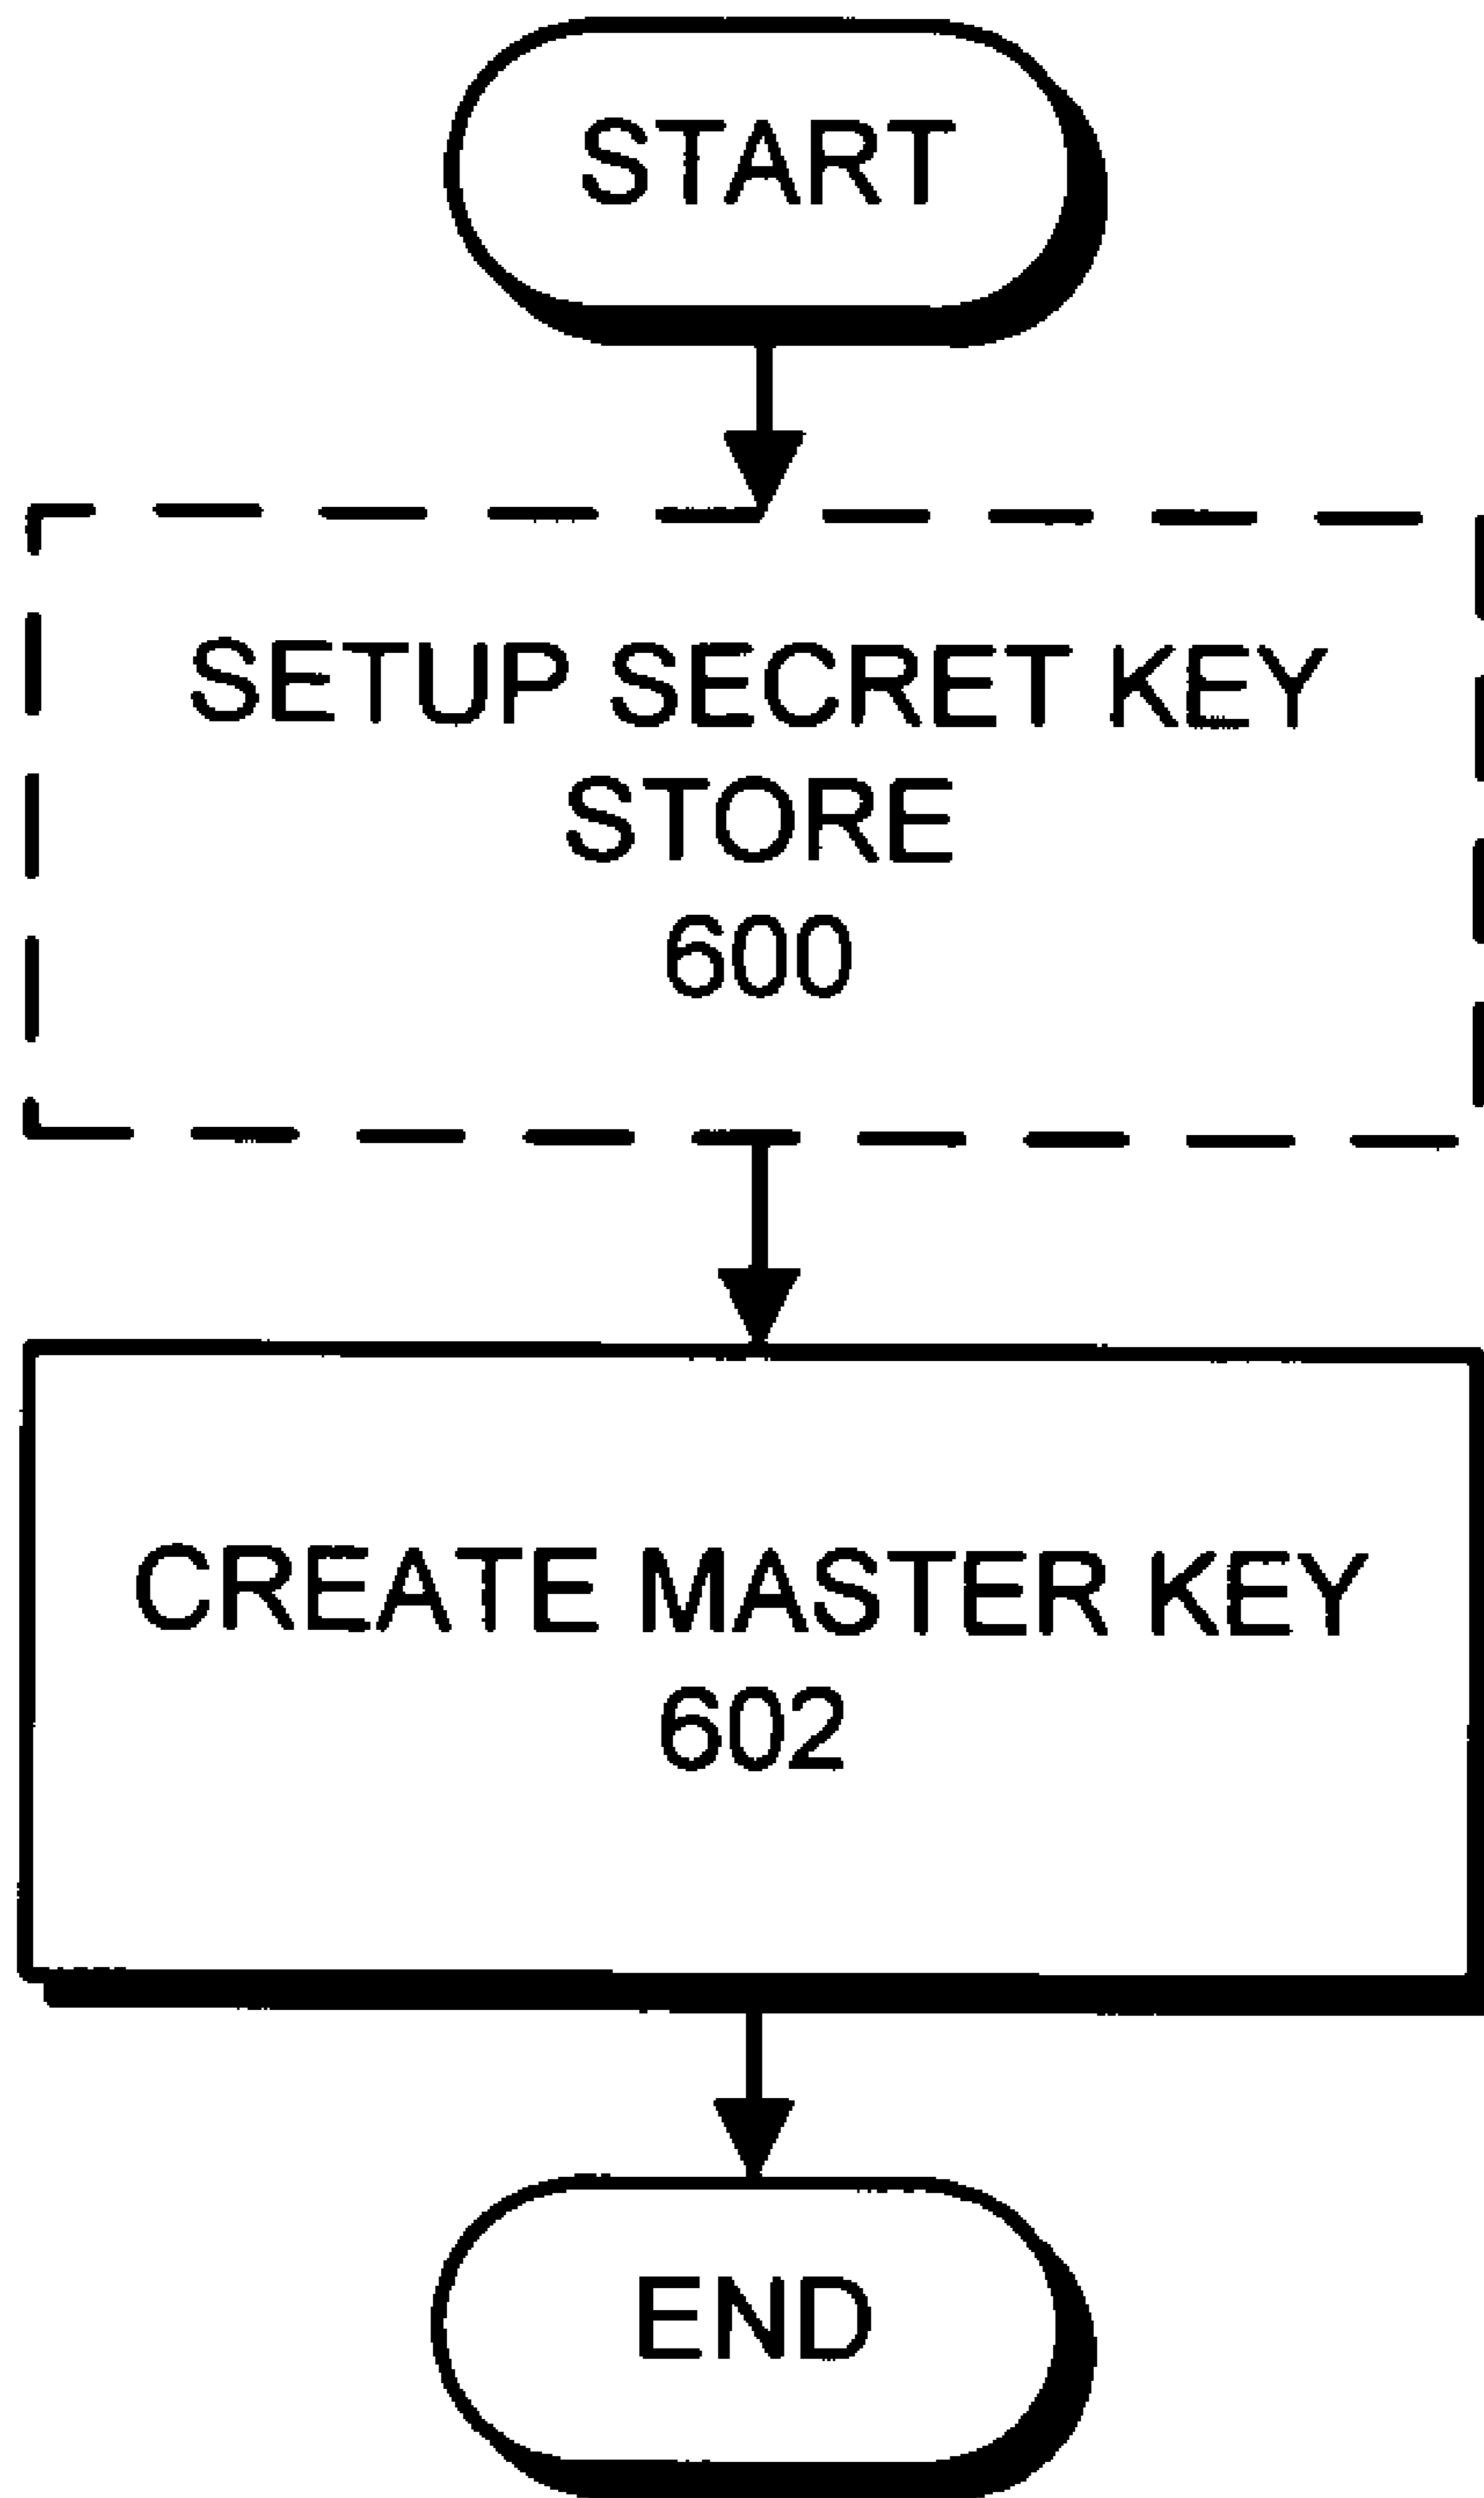 START
SETUP SECRET KEY
STORE
600
CREATE MASTER KEY
602
END